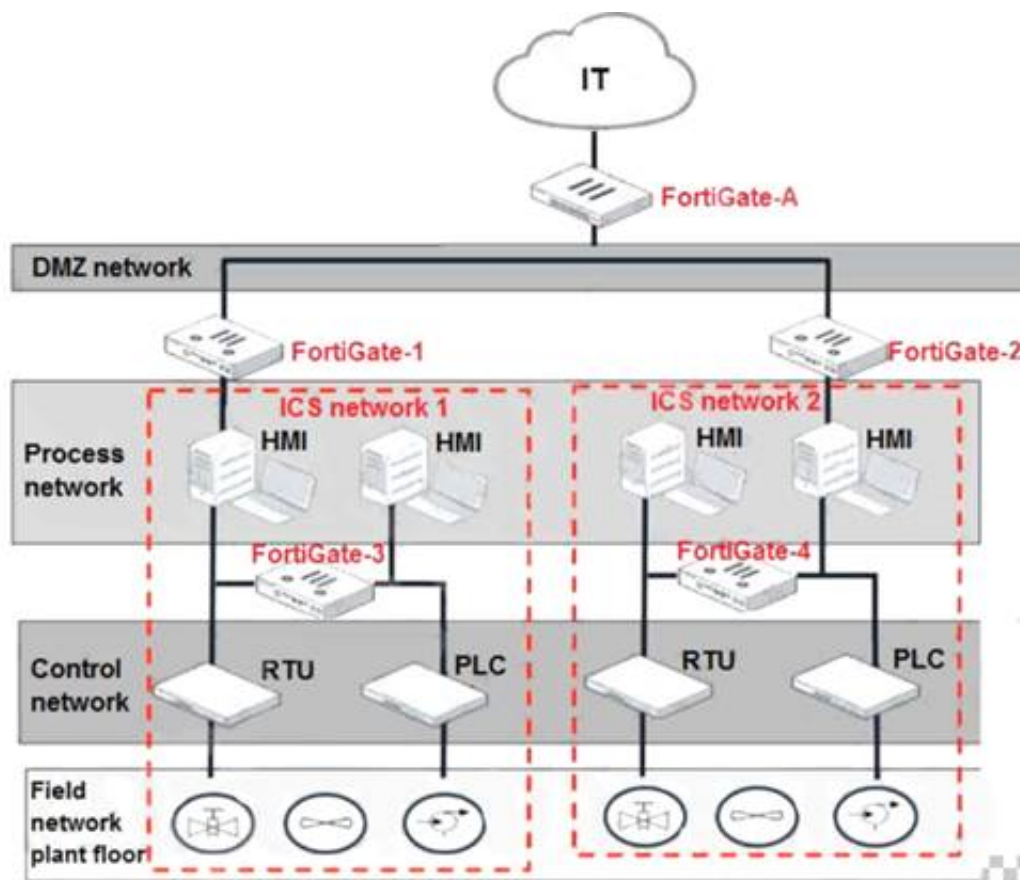 IT
FortiGate-A
DMZ network
FortiGate-1
FortiGate-2
ICS network 1
ICS network 2
Process
network
HMI
HMI
HMI
HMI
FortiGate-3
FortiGate-4
Control
network
RTU
PLC
RTU
PLC
Field
network
plant floor